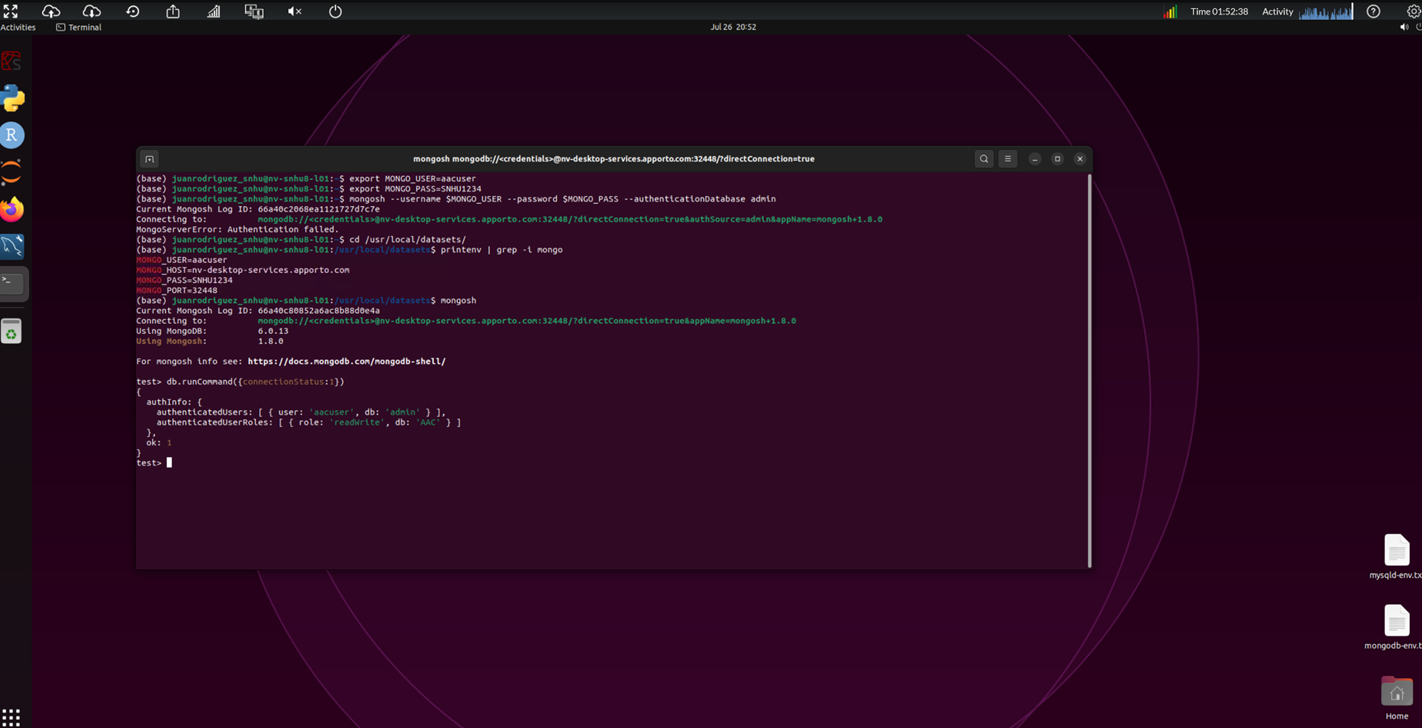 Time 01:52:38 Activity
Activities Terminal Jul 26 20:52
mongosh mongodb://<credentials>@nv-desktop-services.apporto.com:32448/?directConnection=true
(base) juanrodriguez_snhu@nv-snhu8-l01:~$ export MONGO_USER=aacuser
(base) juanrodriguez_snhu@nv-snhu8-l01:~$ export MONGO_PASS=SNHU1234
(base) juanrodriguez_snhu@nv-snhu8-l01:~$ mongosh --username $MONGO_USER --password $MONGO_PASS --authenticationDatabase admin
Current Mongosh Log ID: 66a40c2068ea1121727d7c7e
Connecting to: mongodb://<credentials>@nv-desktop-services.apporto.com:32448/?directConnection=true&authSource=admin&appName=mongosh+1.8.0
MongoServerError: Authentication failed.
(base) juanrodriguez_snhu@nv-snhu8-l01:~$ cd /usr/local/datasets/
(base) juanrodriguez_snhu@nv-snhu8-l01:/usr/local/datasets$ printenv | grep -i mongo
MONGO_USER=aacuser
MONGO_HOST=nv-desktop-services.apporto.com
MONGO_PASS=SNHU1234
MONGO_PORT=32448
(base) juanrodriguez_snhu@nv-snhu8-l01:/usr/local/datasets$ mongosh
Current Mongosh Log ID: 66a40c80852a6ac8b88d0e4a
Connecting to: mongodb://<credentials>@nv-desktop-services.apporto.com:32448/?directConnection=true&appName=mongosh+1.8.0
Using MongoDB: 6.0.13
Using Mongosh: 1.8.0
For mongosh info see: https://docs.mongodb.com/mongodb-shell/
test> db.runCommand({connectionStatus:1})
{
authInfo: {
authenticatedUsers: [ { user: 'aacuser', db: 'admin' } ],
authenticatedUserRoles: [ { role: 'readWrite', db: 'AAC' } ]
},
ok: 1
}
test>
mysqld-env.tx
mongodb-env.t
Home